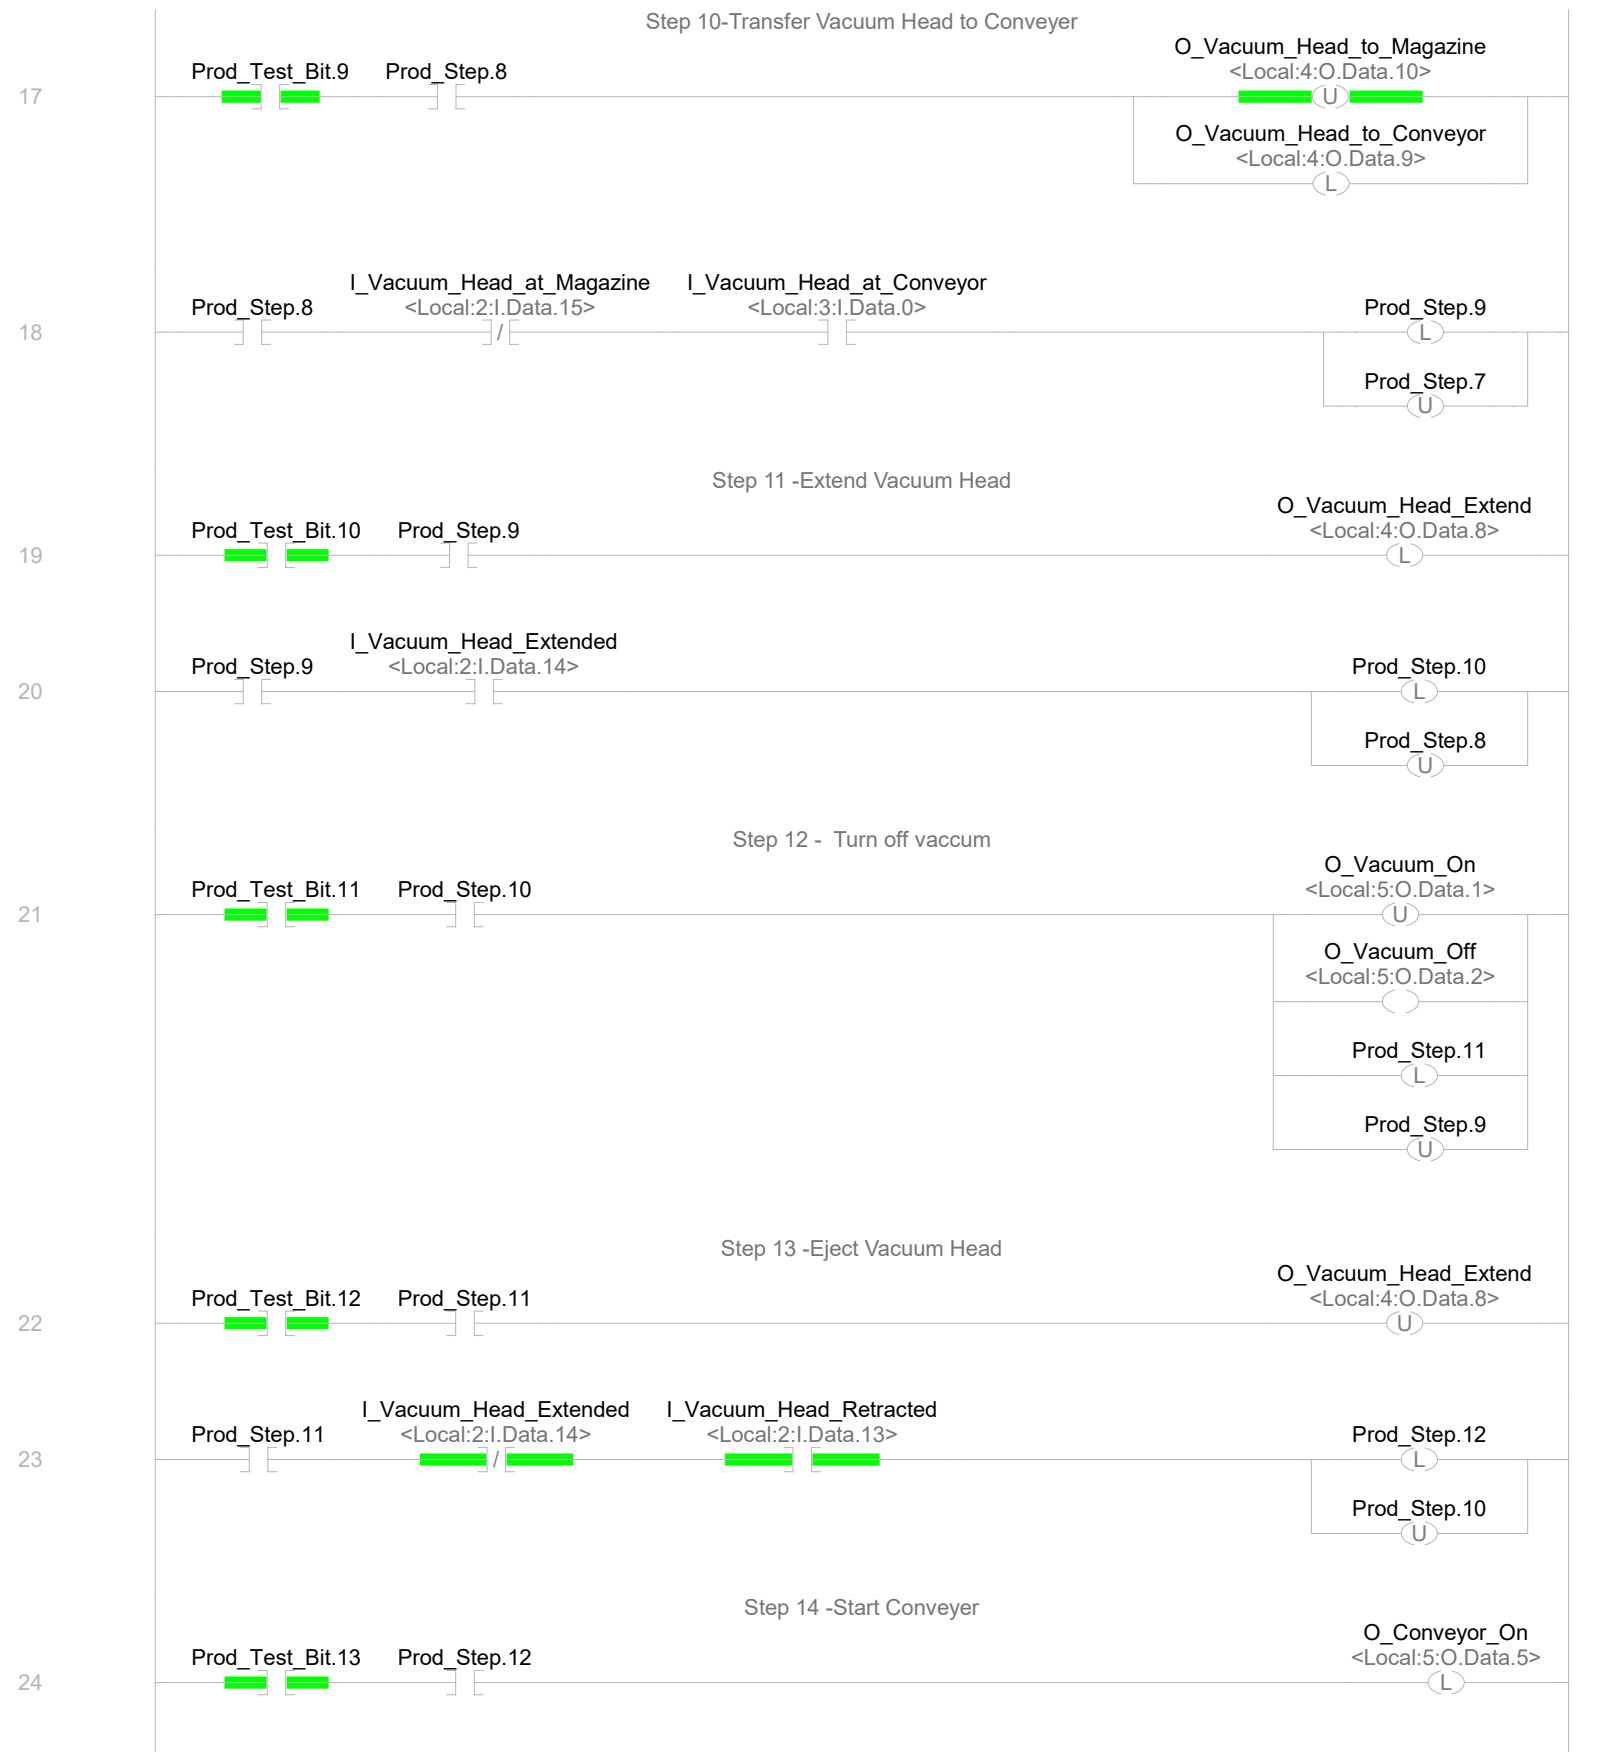 Step 10-Transfer Vacuum Head to Conveyer
O_Vacuum_Head_to_Magazine
<Local:4:O.Data.10>
Prod_Test_Bit.9 Prod_Step.8
17
U
O_Vacuum_Head_to_Conveyor
<Local:4:O.Data.9>
L
I_Vacuum_Head_at_Magazine I_Vacuum_Head_at_Conveyor
Prod_Step.8 <Local:2:I.Data.15> <Local:3:I.Data.0> Prod_Step.9
18 / L
Prod_Step.7
U
Step 11 -Extend Vacuum Head
O_Vacuum_Head_Extend
Prod_Test_Bit.10 Prod_Step.9 <Local:4:O.Data.8>
19 L
I_Vacuum_Head_Extended
Prod_Step.9 <Local:2:I.Data.14> Prod_Step.10
20 L
Prod_Step.8
U
Step 12 -  Turn off vaccum
O_Vacuum_On
Prod_Test_Bit.11 Prod_Step.10 <Local:5:O.Data.1>
21 U
O_Vacuum_Off
<Local:5:O.Data.2>
Prod_Step.11
L
Prod_Step.9
U
Step 13 -Eject Vacuum Head
O_Vacuum_Head_Extend
Prod_Test_Bit.12 Prod_Step.11 <Local:4:O.Data.8>
22 U
I_Vacuum_Head_Extended I_Vacuum_Head_Retracted
Prod_Step.11 <Local:2:I.Data.14> <Local:2:I.Data.13> Prod_Step.12
23 / L
Prod_Step.10
U
Step 14 -Start Conveyer
O_Conveyor_On
Prod_Test_Bit.13 Prod_Step.12 <Local:5:O.Data.5>
24 L